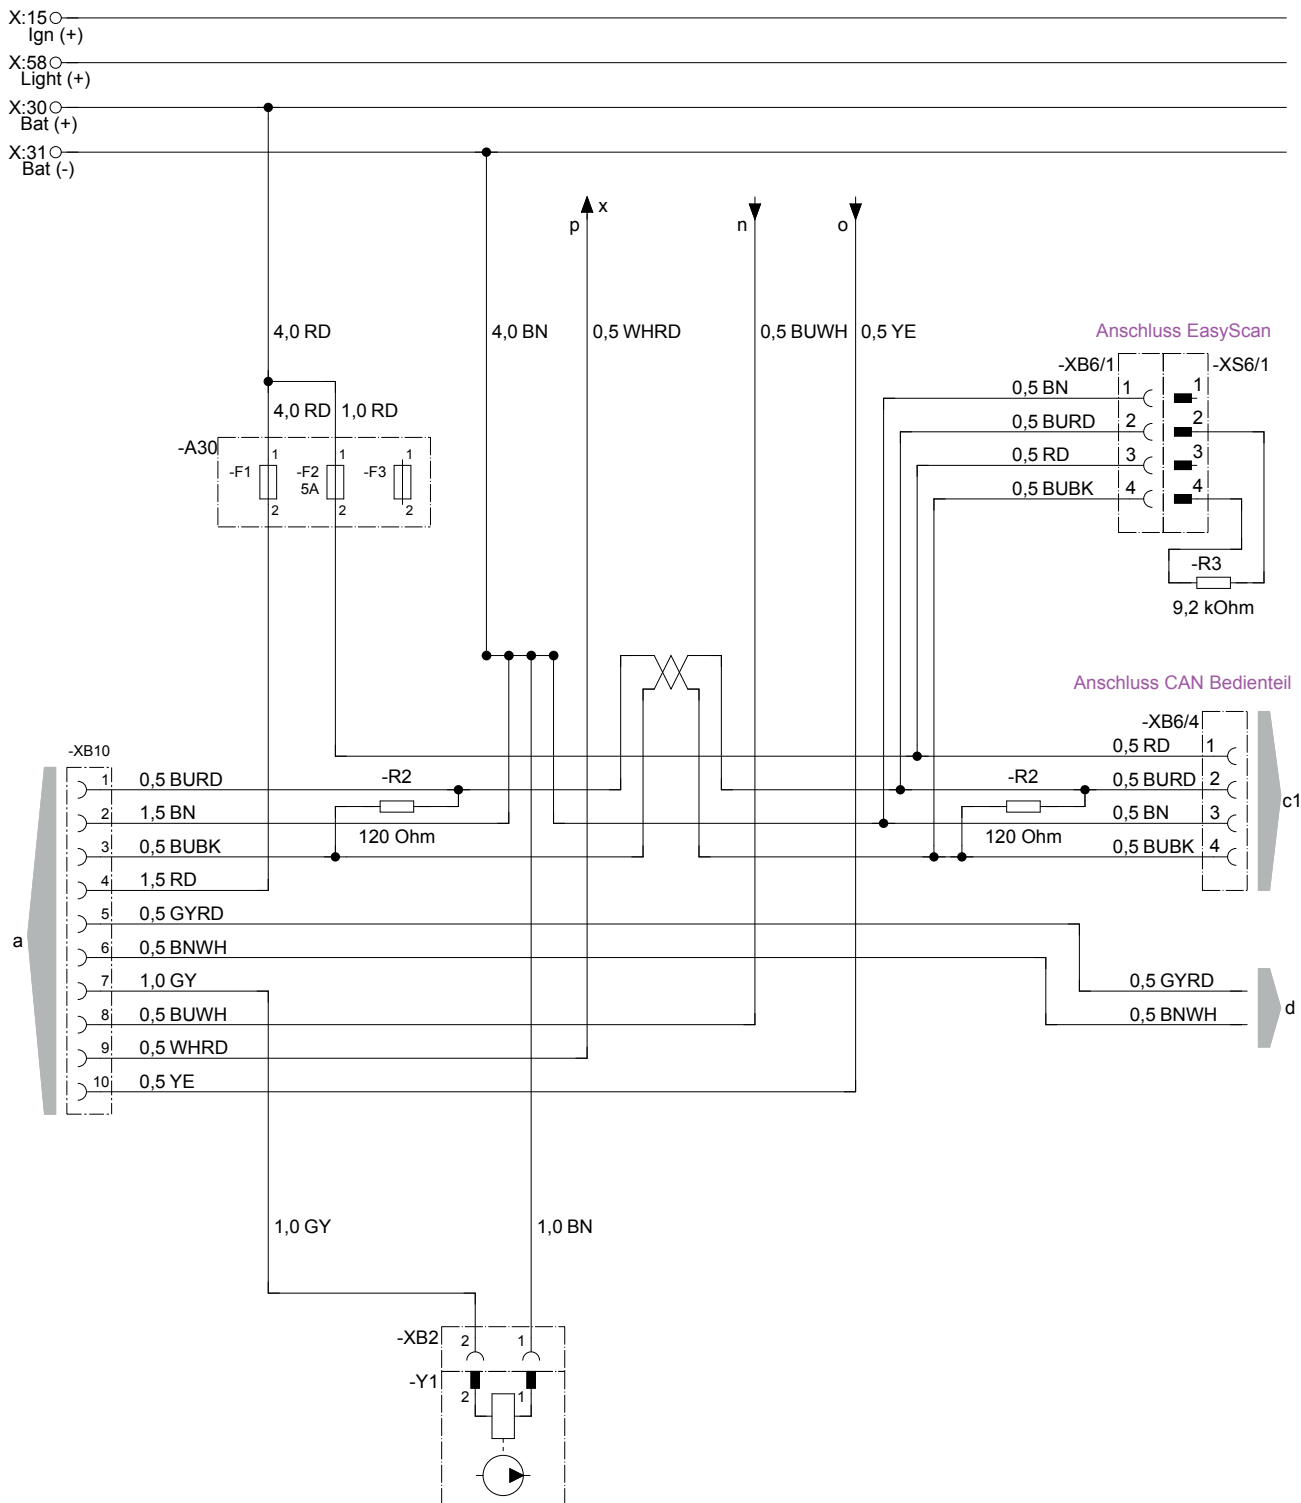 X:15
Ign (+)
X:58
Light (+)
X:30
Bat (+)
X:31
Bat (-)
p x n o
4,0 RD 4,0 BN 0,5 WHRD 0,5 BUWH 0,5 YE
Anschluss EasyScan
-XB6/1 -XS6/1
0,5 BN 1 1
0,5 BURD 2 2
0,5 RD 3 3
0,5 BUBK 4 4
-R3
9,2 kOhm
4,0 RD 1,0 RD
-A30
1 1 1
-F1 -F2 -F3
5A
2 2 2
Anschluss CAN Bedienteil
-XB6/4
0,5 RD 1
-R2 0,5 BURD 2
0,5 BN 3
120 Ohm 0,5 BUBK 4
c1
-XB10
1 0,5 BURD -R2
2 1,5 BN
120 Ohm
3 0,5 BUBK
4 1,5 RD
5 0,5 GYRD
a
6 0,5 BNWH
7 1,0 GY 0,5 GYRD
d
8 0,5 BUWH 0,5 BNWH
9 0,5 WHRD
10 0,5 YE
1,0 GY 1,0 BN
-XB2 2 1
-Y1
2 1